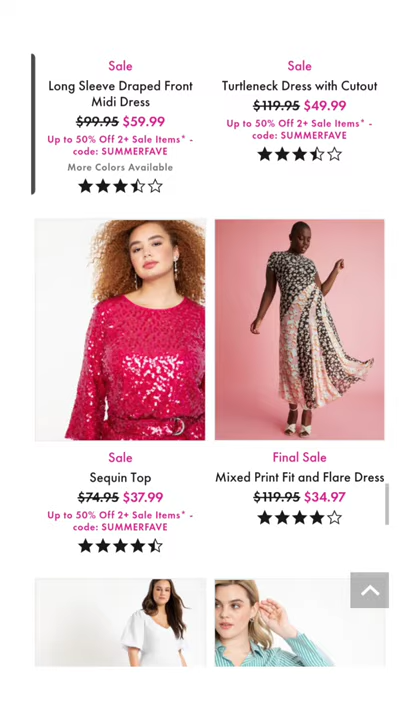 Sale
Long Sleeve Draped Front
Midi Dress
$99.95 $59.99
Up to 50% Off 2+ Sale Items* -
code: SUMMERFAVE
More Colors Available
Sale
Turtleneck Dress with Cutout
$119.95 $49.99
Up to 50% Off 2+ Sale Items* -
code: SUMMERFAVE
Sale
Sequin Top
$74.95 $37.99
Up to 50% Off 2+ Sale Items* -
code: SUMMERFAVE
Final Sale
Mixed Print Fit and Flare Dress
$119.95 $34.97